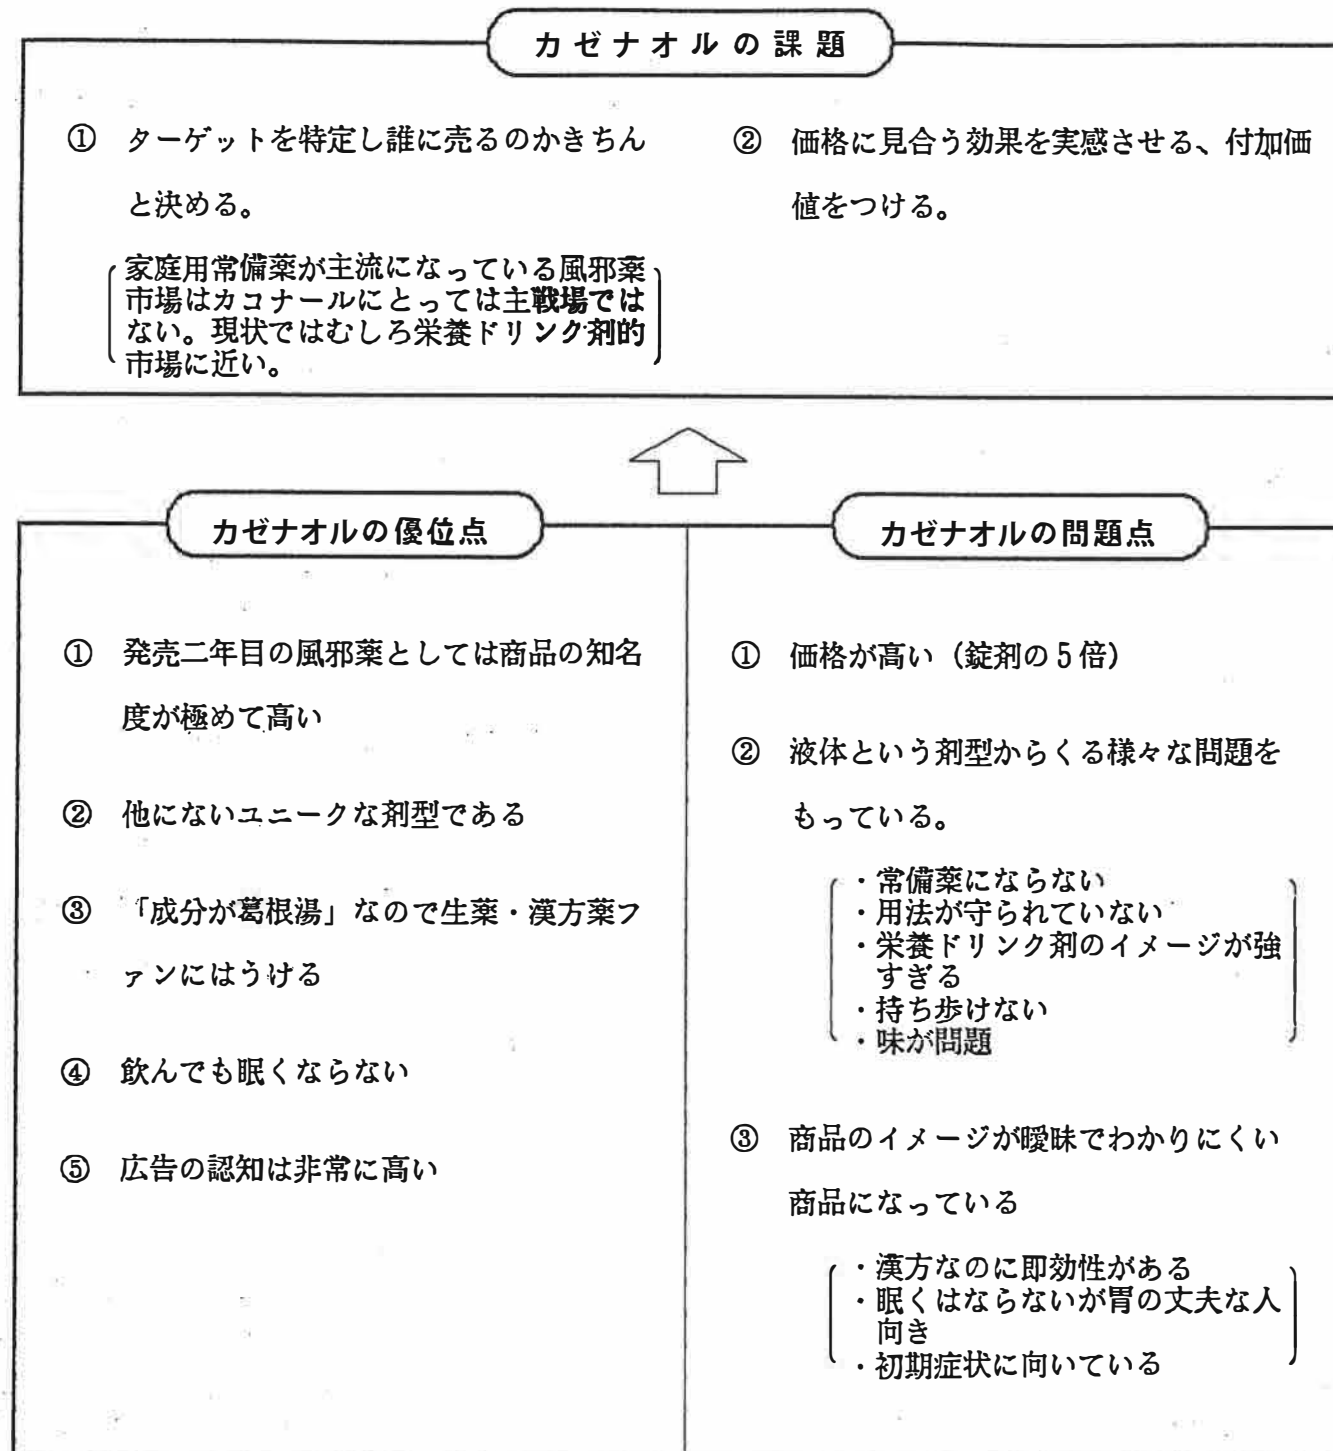 カゼナオルの課題
① ターゲットを特定し誰に売るのかきちん
と決める。
家庭用常備薬が主流になっている風邪薬
市場はカコナールにとっては主戦場では
ない。現状ではむしろ栄養ドリンク剤的
市場に近い。
② 価格に見合う効果を実感させる、付加価
値をつける。
カゼナオルの優位点
① 発売二年目の風邪薬としては商品の知名
度が極めて高い
② 他にないユニークな剤型である
③ 「成分が葛根湯」なので生薬・漢方薬フ
ァンにはうける
④ 飲んでも眠くならない
⑤ 広告の認知は非常に高い
カゼナオルの問題点
① 価格が高い（錠剤の5倍）
② 液体という剤型からくる様々な問題を
もっている。
・常備薬にならない
・用法が守られていない
・栄養ドリンク剤のイメージが強
すぎる
・持ち歩けない
・味が問題
③ 商品のイメージが曖昧でわかりにくい
商品になっている
・漢方なのに即効性がある
・眠くはならないが胃の丈夫な人
向き
・初期症状に向いている